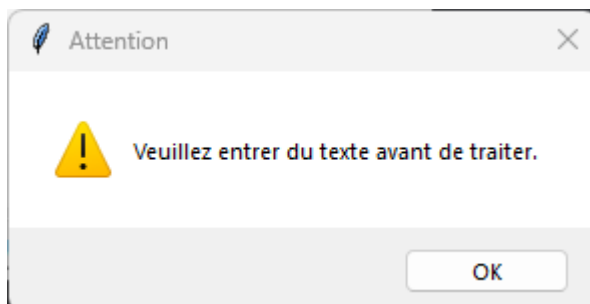 Attention
Veuillez entrer du texte avant de traiter.
OK